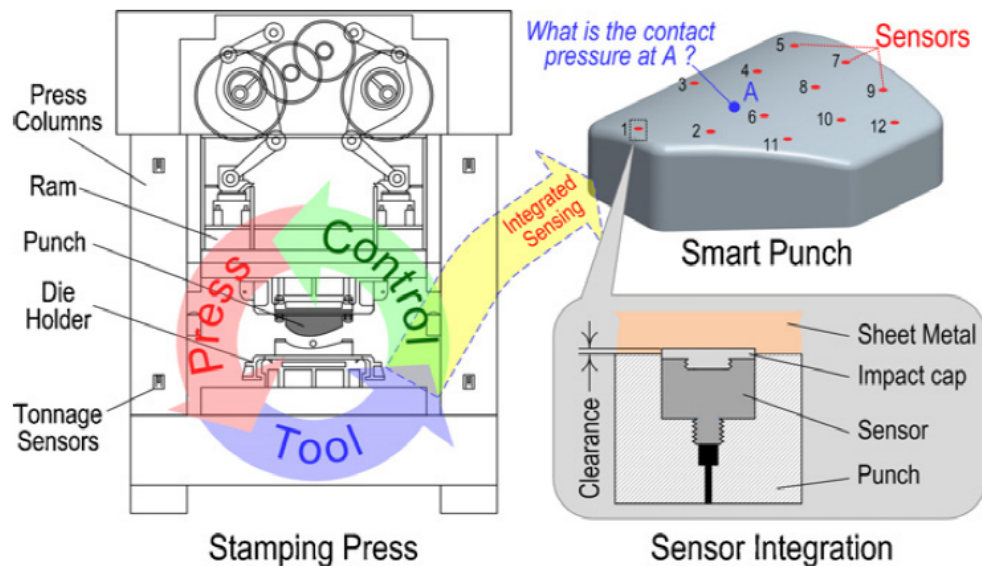 Press
Columns
Ram
Punch
Die
Holder
Tonnage
Sensors
Press
Control
Tool
Stamping Press
Integrated
Sensing
What is the contact
pressure at A ?
Sensors
A
1
2
3
4
5
6
7
8
9
10
11
12
Smart Punch
Clearance
Sheet Metal
Impact cap
Sensor
Punch
Sensor Integration